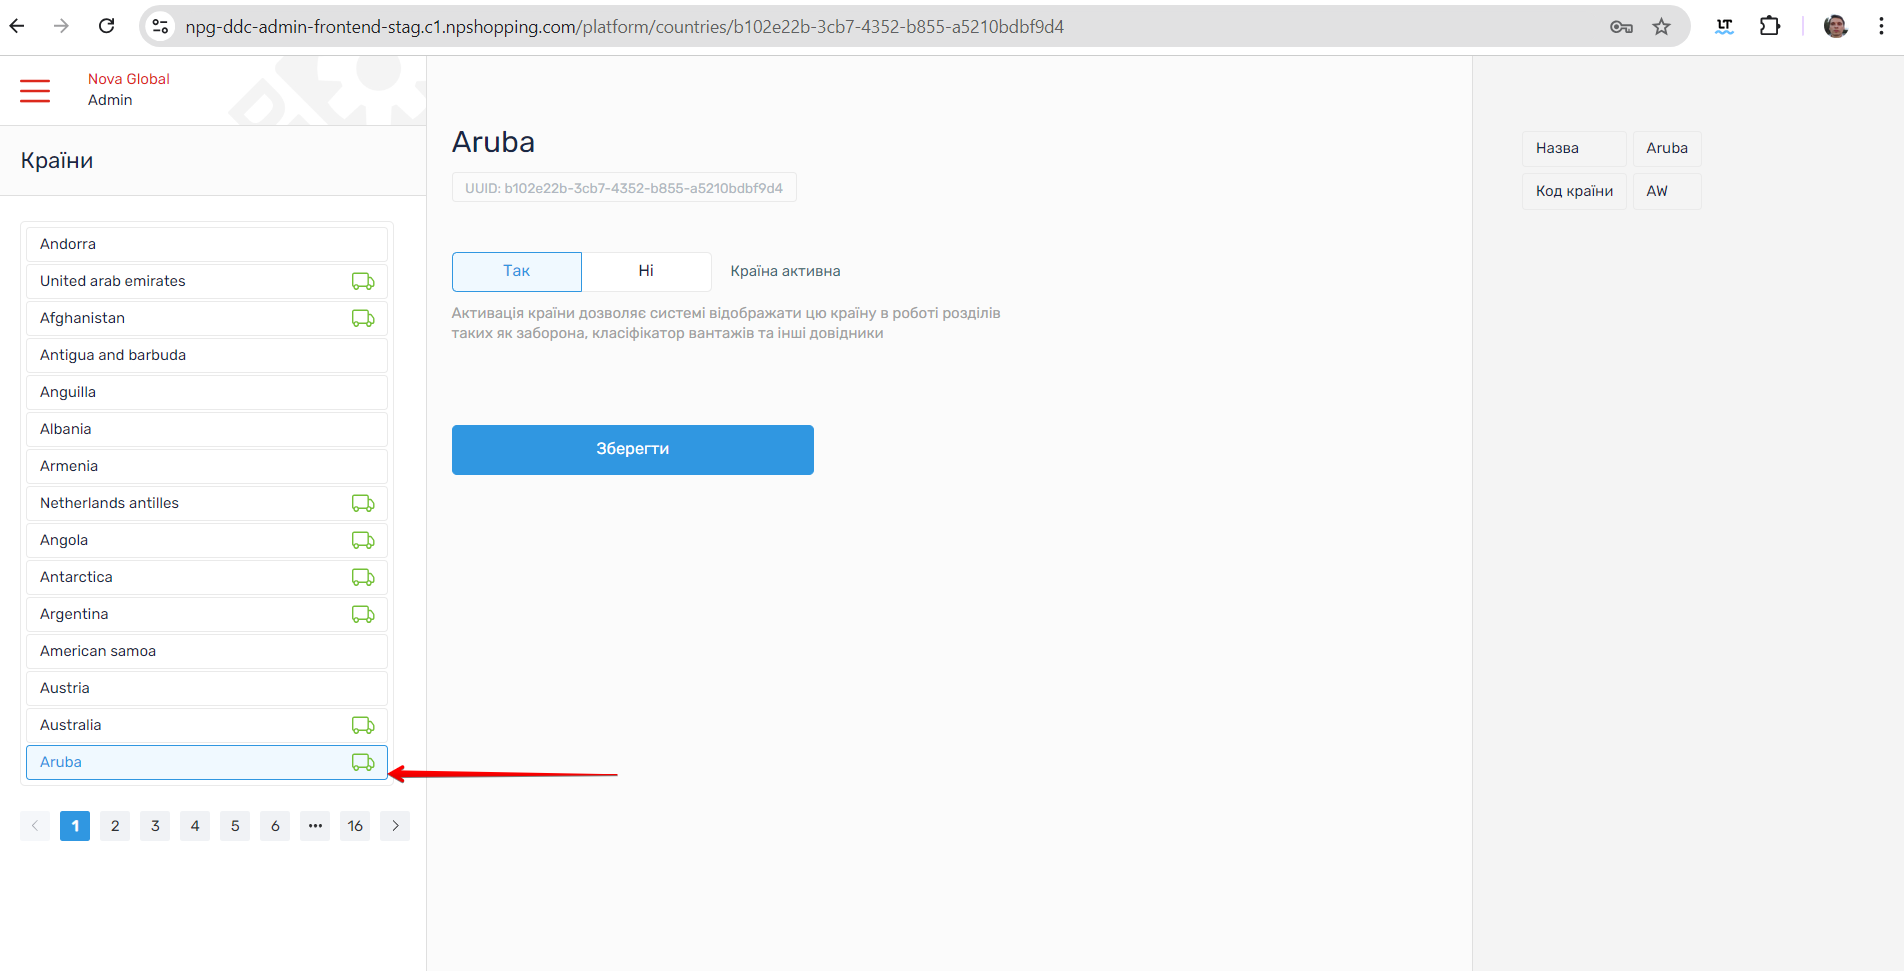 npg-ddc-admin-frontend-stag.c1.npshopping.com/platform/countries/b102e22b-3cb7-4352-b855-a5210bdbf9d4
LT
Nova Global
Admin
Країни
Andorra
United arab emirates
Afghanistan
Antigua and barbuda
Anguilla
Albania
Armenia
Netherlands antilles
Angola
Antarctica
Argentina
American samoa
Austria
Australia
Aruba
1 2 3 4 5 6 ••• 16
Aruba
UUID: b102e22b-3cb7-4352-b855-a5210bdbf9d4
Так Ні Країна активна
Активація країни дозволяє системі відображати цю країну в роботі розділів
таких як заборона, класіфікатор вантажів та інші довідники
Зберегти
Назва Aruba
Код країни AW